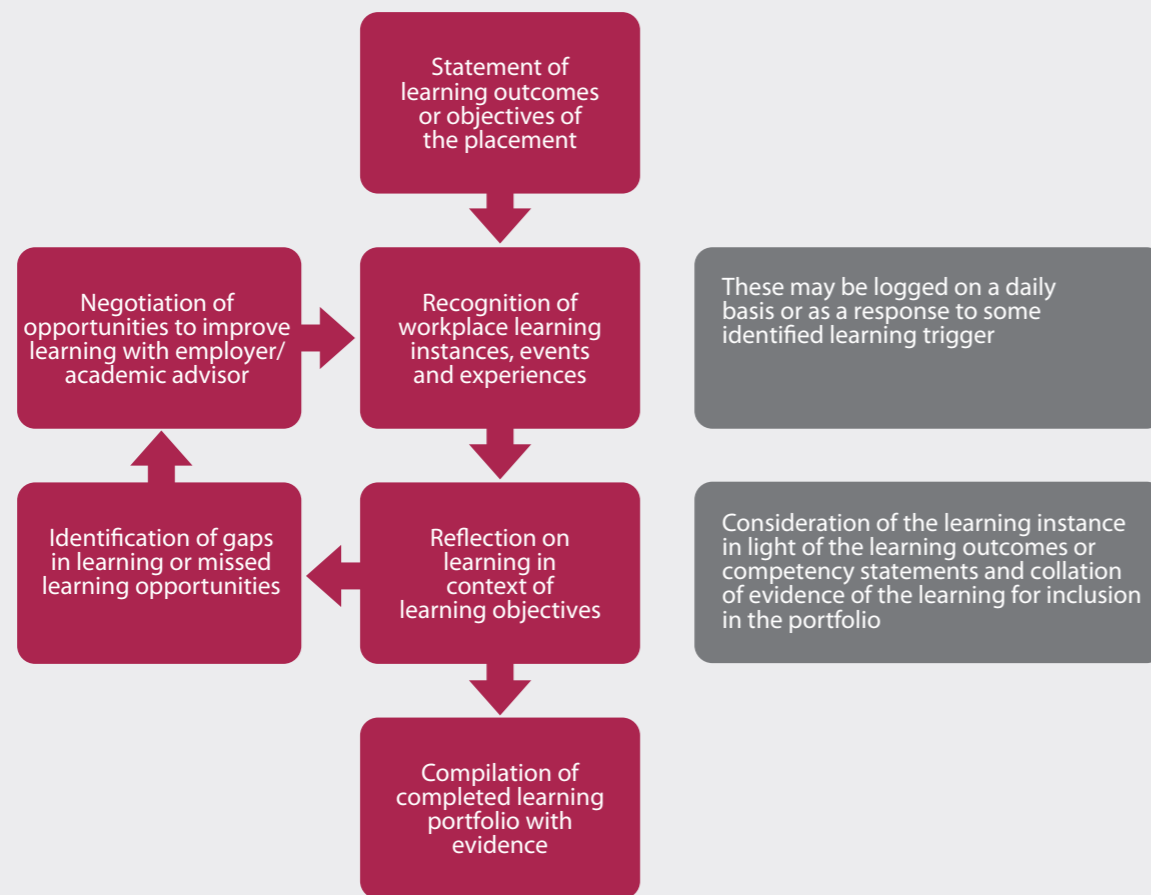 Statement of
learning outcomes
or objectives of
the placement
Negotiation of
opportunities to improve
learning with employer/
academic advisor
Recognition of
workplace learning
instances, events
and experiences
These may be logged on a daily
basis or as a response to some
identified learning trigger
Identification of gaps
in learning or missed
learning opportunities
Reflection on
learning in
context of
learning objectives
Consideration of the learning instance
in light of the learning outcomes or
competency statements and collation
of evidence of the learning for inclusion
in the portfolio
Compilation of
completed learning
portfolio with
evidence